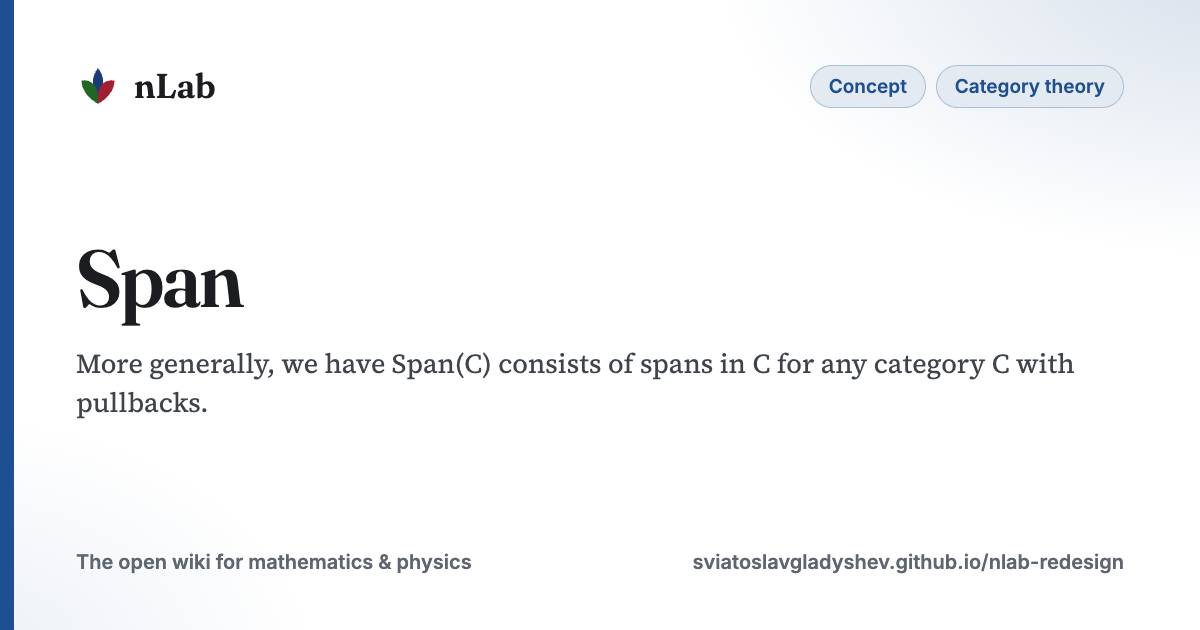 nLab
Concept
Category theory
Span
More generally, we have Span(C) consists of spans in C for any category C with
pullbacks.
The open wiki for mathematics & physics
sviatoslavgladyshev.github.io/nlab-redesign